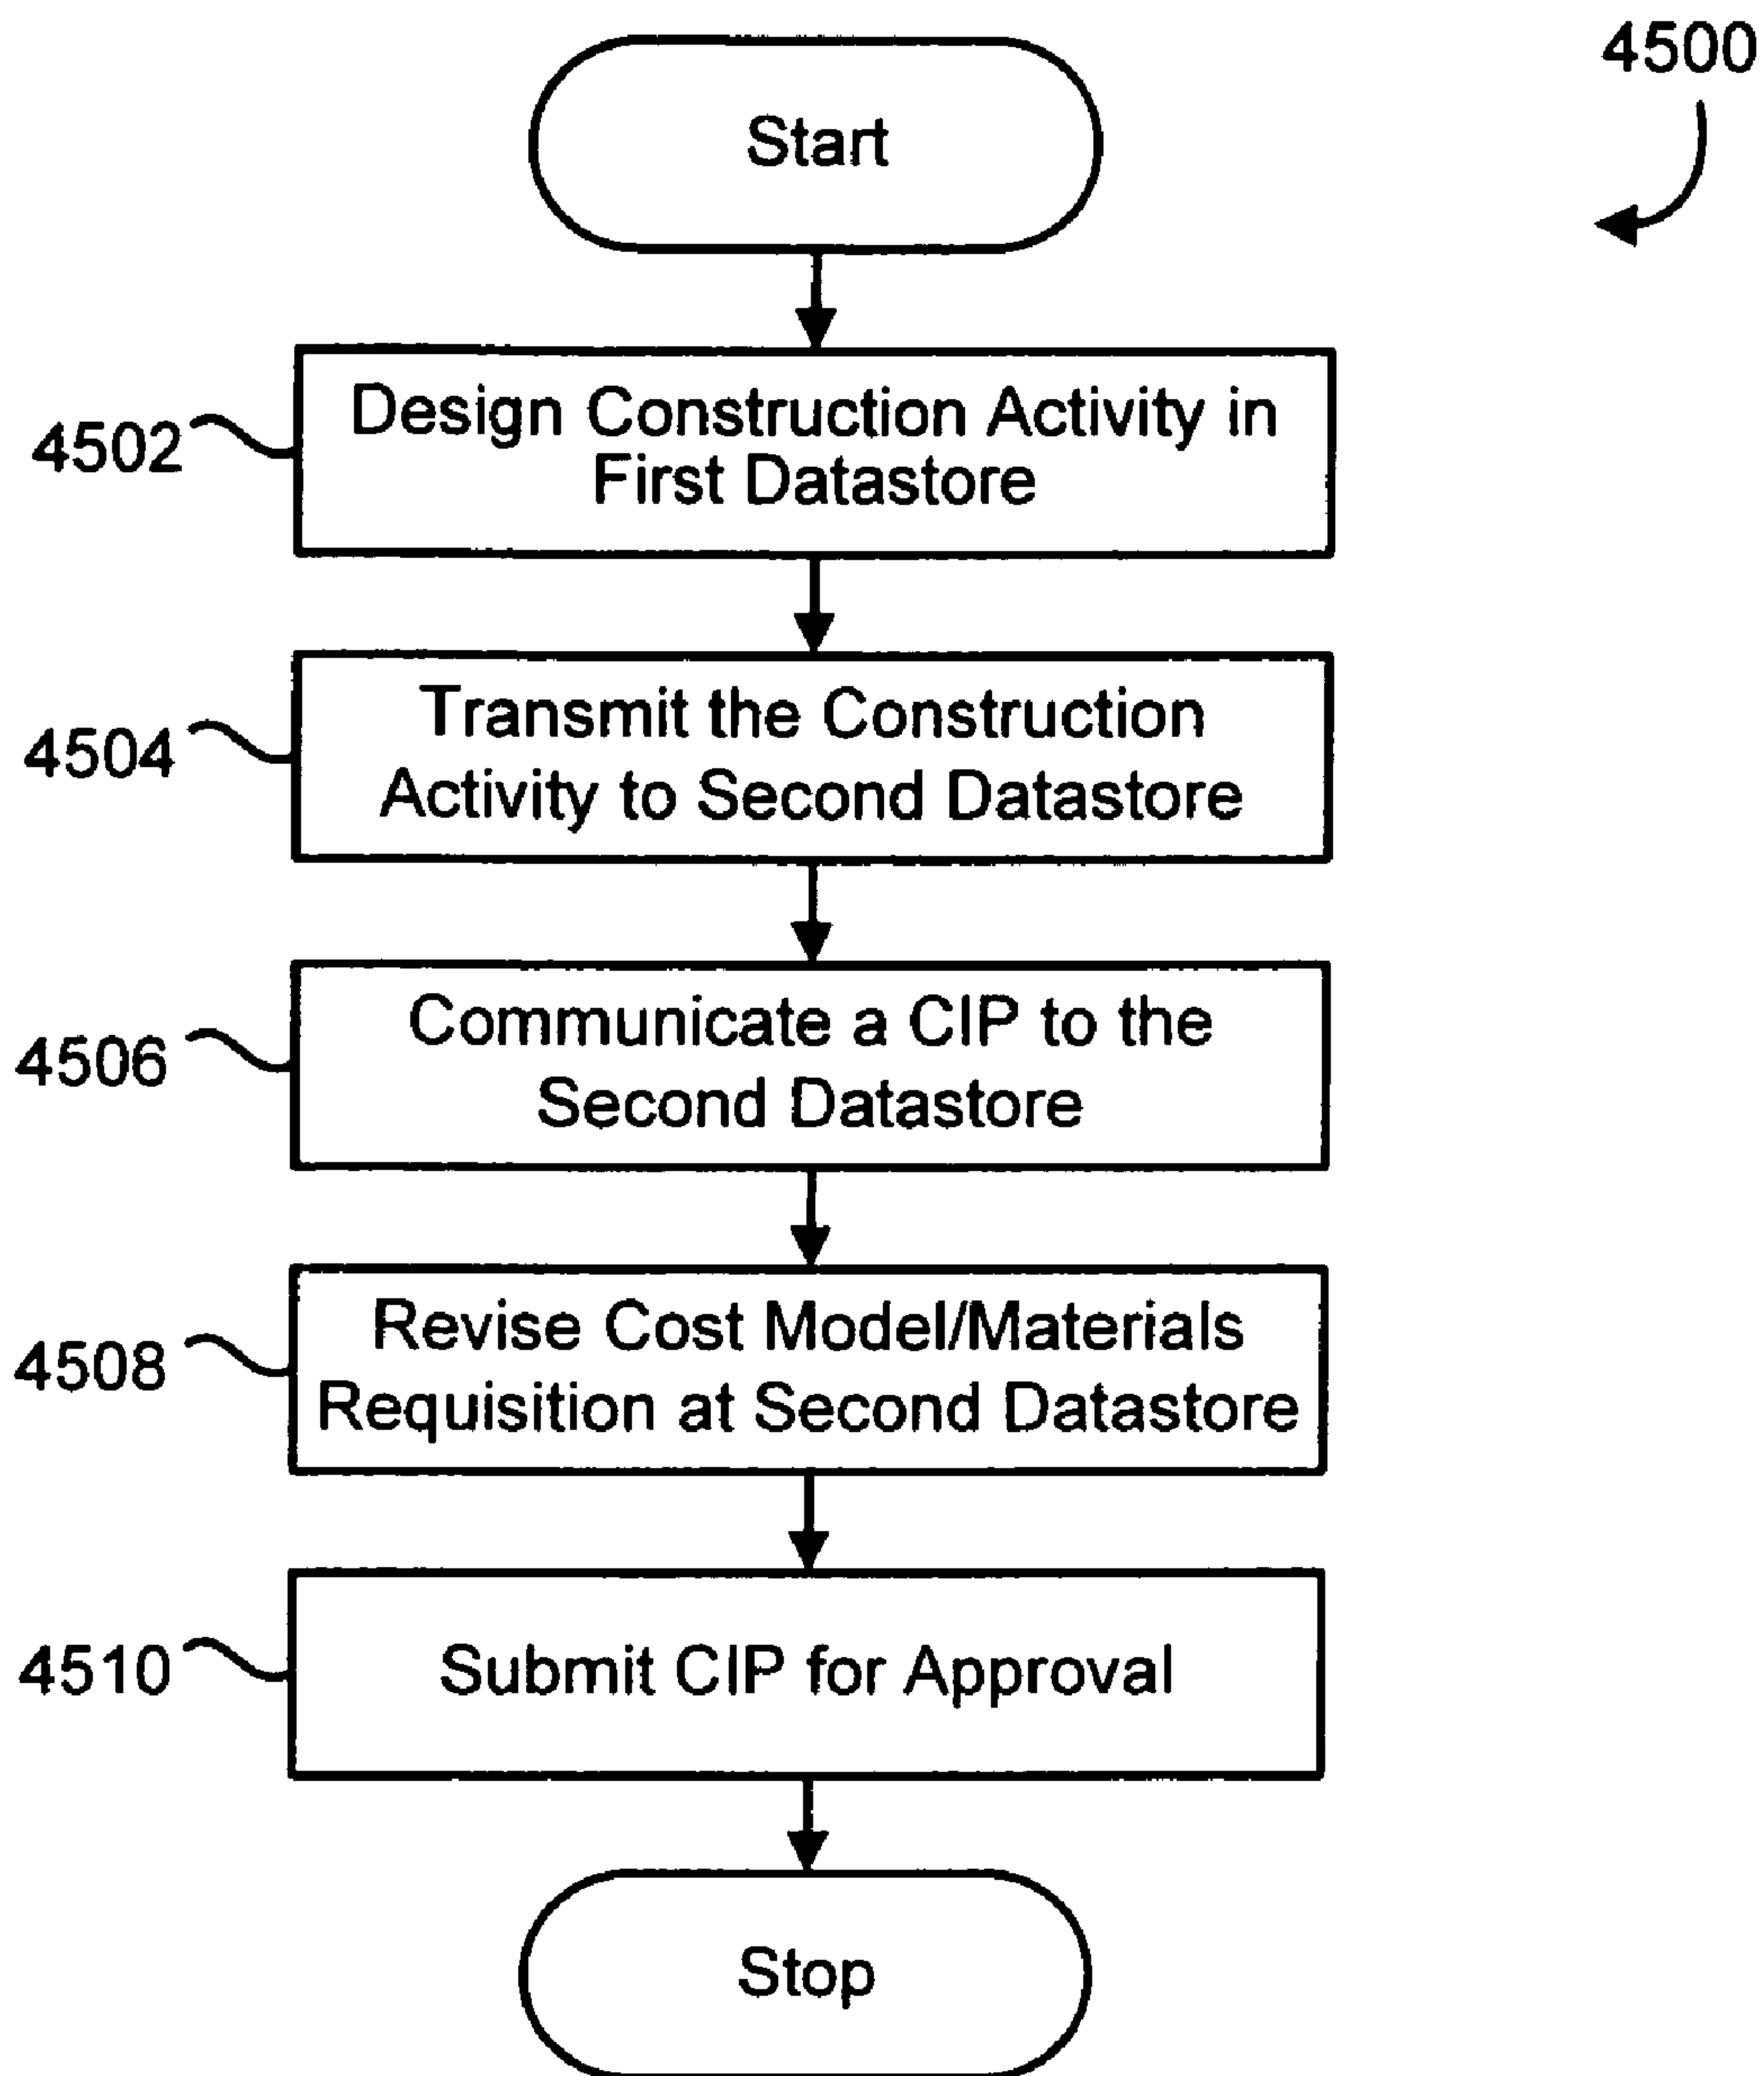 4500
Start
4502
Design Construction Activity in
First Datastore
4504
Transmit the Construction
Activity to Second Datastore
4506
Communicate a CIP to the
Second Datastore
4508
Revise Cost Model/Materials
Requisition at Second Datastore
4510
Submit CIP for Approval
Stop